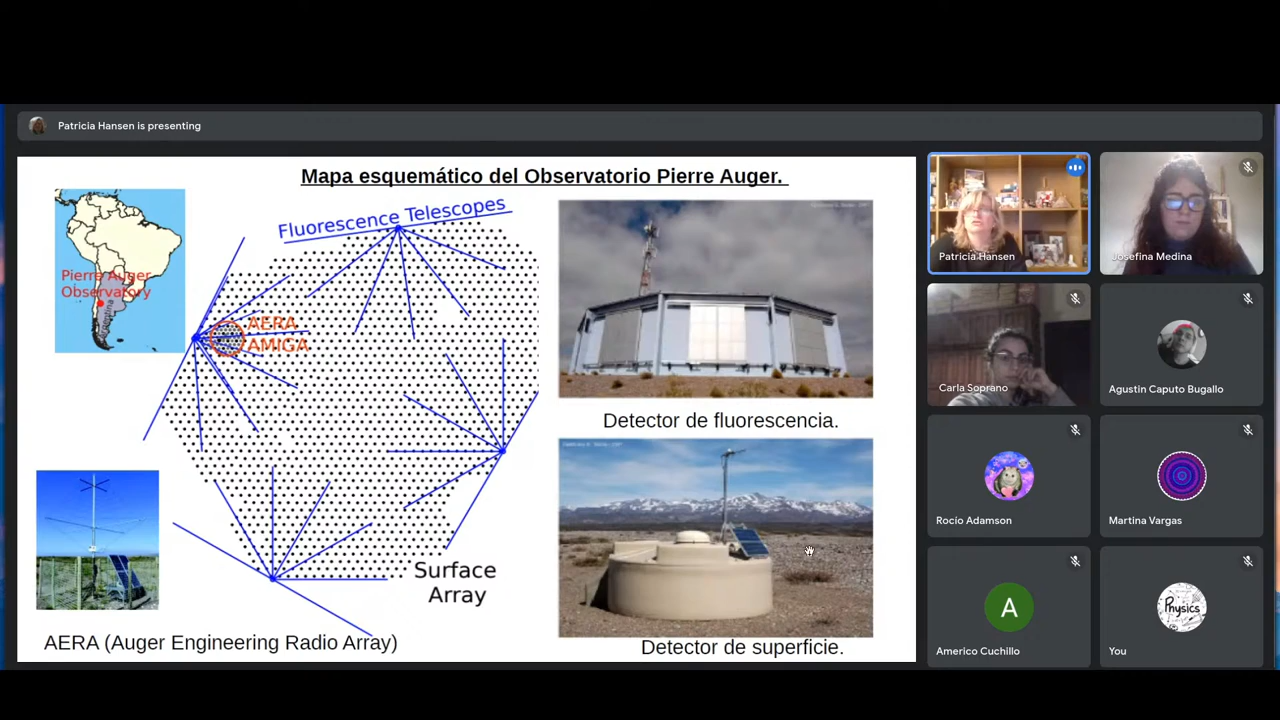 Patricia Hansen is presenting
Mapa esquemático del Observatorio Pierre Auger.
Fluorescence Telescopes
Pierre Auger
Observatory
AERA
AMIGA
Surface
Array
AERA (Auger Engineering Radio Array)
Detector de fluorescencia.
Detector de superficie.
Patricia Hansen
Josefina Medina
Carla Soprano
Agustin Caputo Bugallo
Rocío Adamson
Martina Vargas
A
Americo Cuchillo
Physics
You